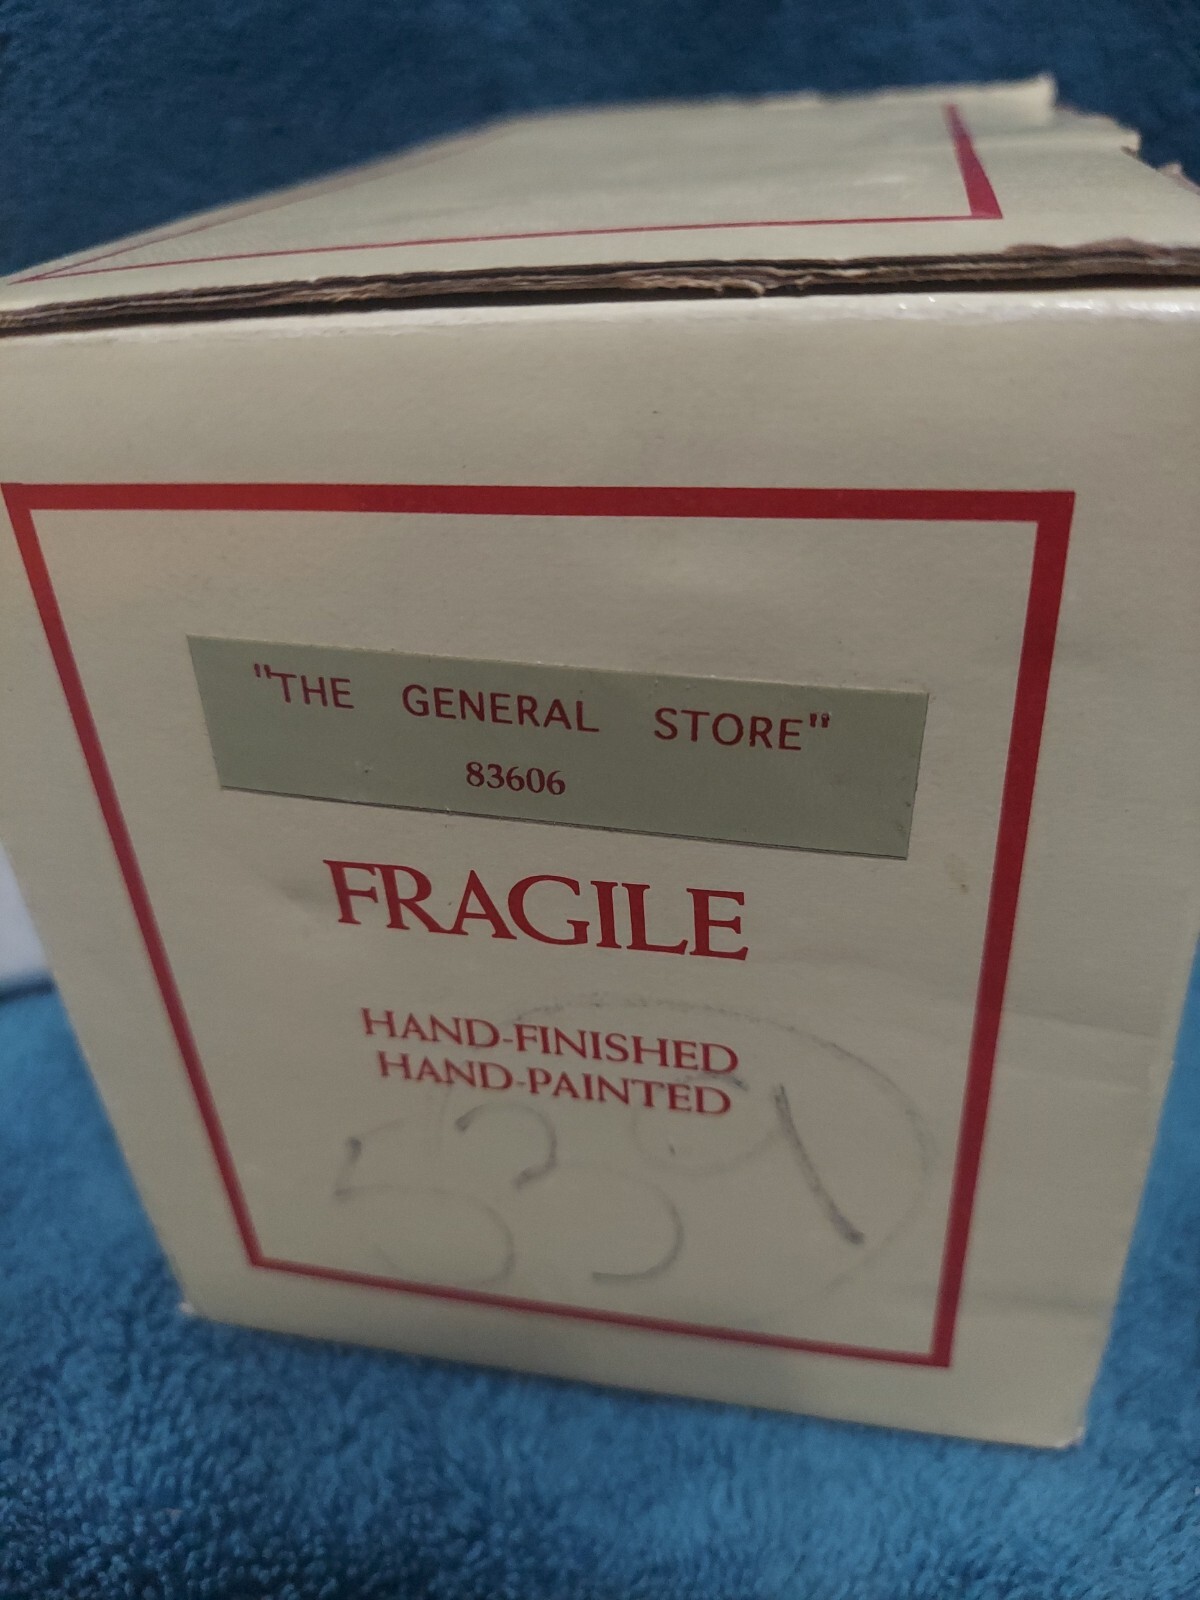 "THE GENERAL STORE"
83606
FRAGILE
HAND-FINISHED
HAND-PAINTED